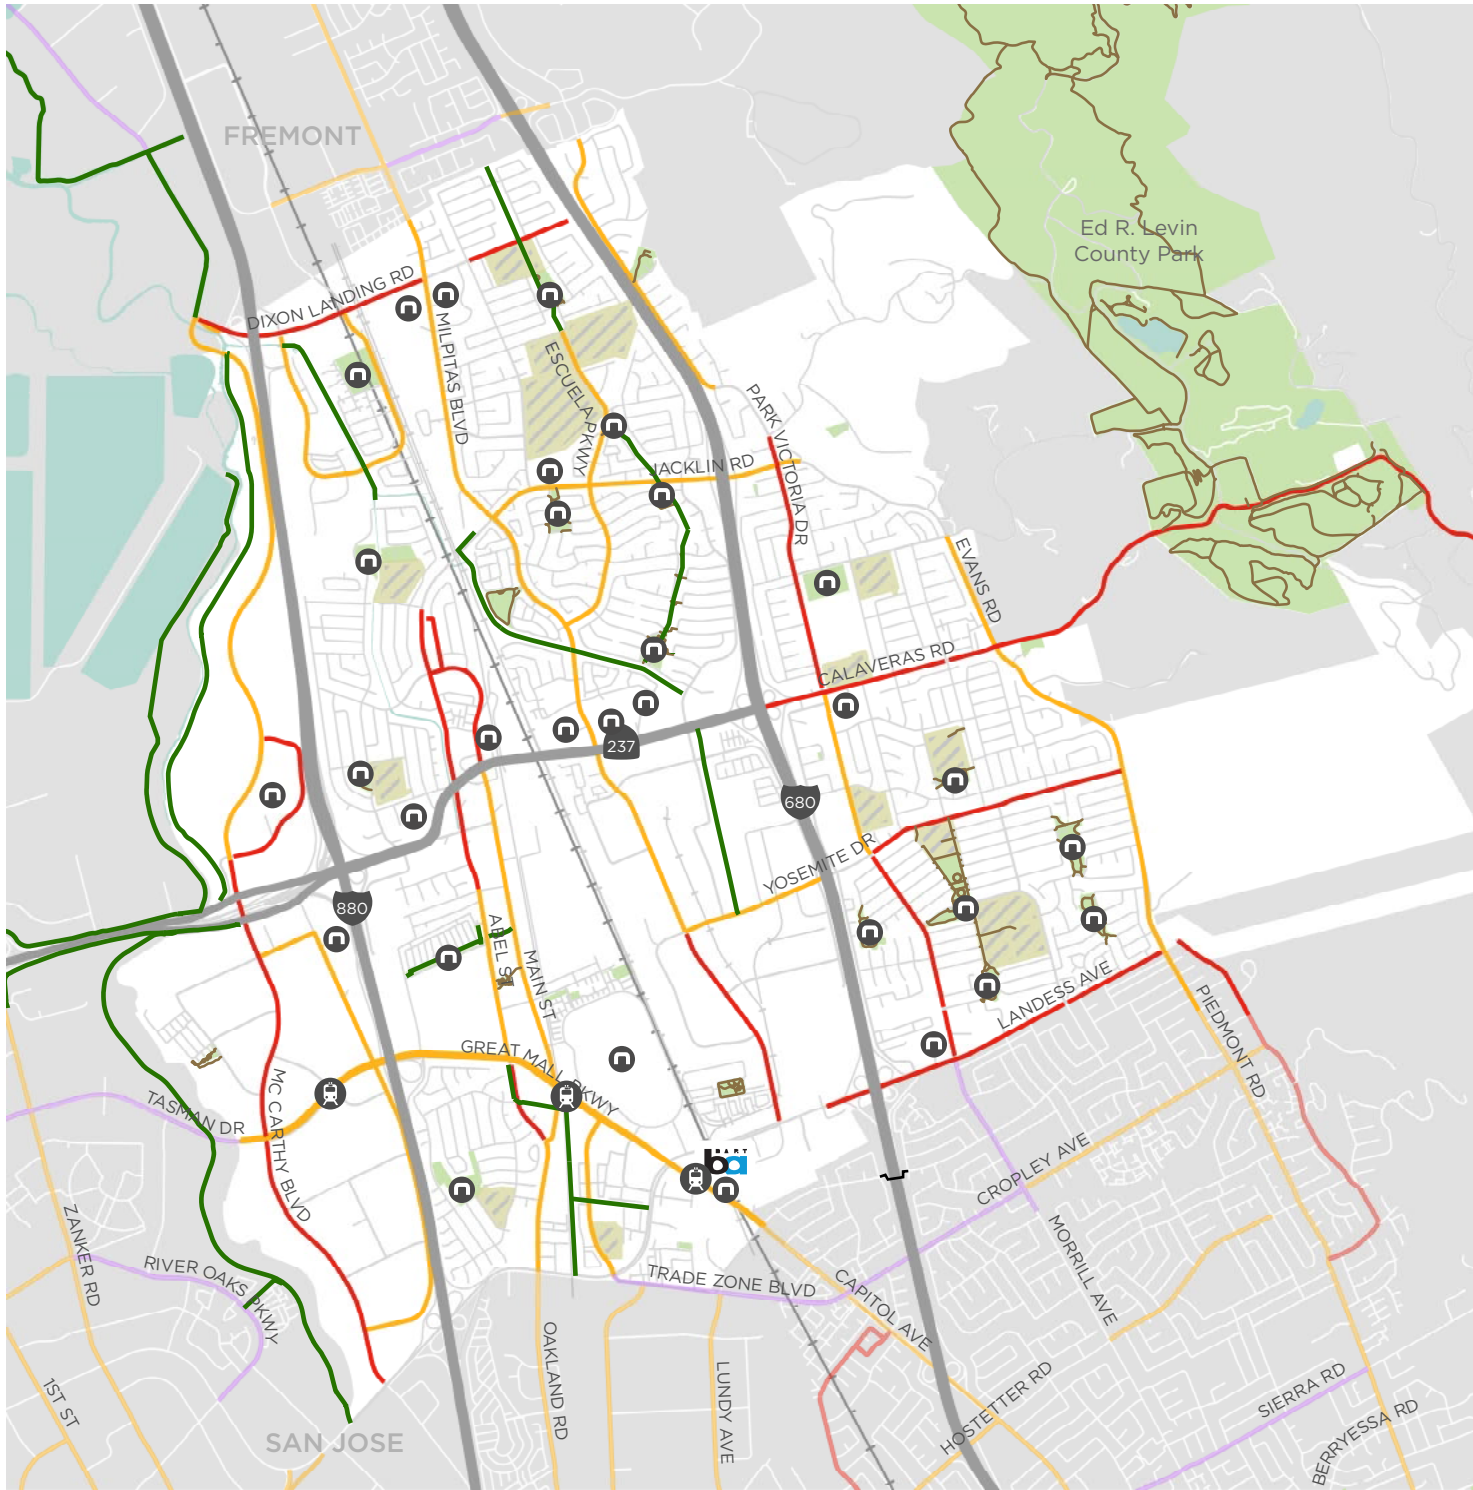 FREMONT
Ed R. Levin
County Park
DIXON LANDING RD
MILPITAS BLVD
ESCUELA PKWY
PARK VICTORIA DR
JACKLIN RD
EVANS RD
CALAVERAS RD
237
680
YOSEMITE DR
880
ABEL ST
MAIN ST
LANDESS AVE
PIEDMONT RD
GREAT MALL PKWY
MC CARTHY BLVD
TASMAN DR
BART
ba
CROPLEY AVE
ZANKER RD
MORRILL AVE
RIVER OAKS PKWY
TRADE ZONE BLVD
CAPITOL AVE
OAKLAND RD
LUNDY AVE
1ST ST
HOSTETTER RD
SIERRA RD
BERRYESSA RD
SAN JOSE